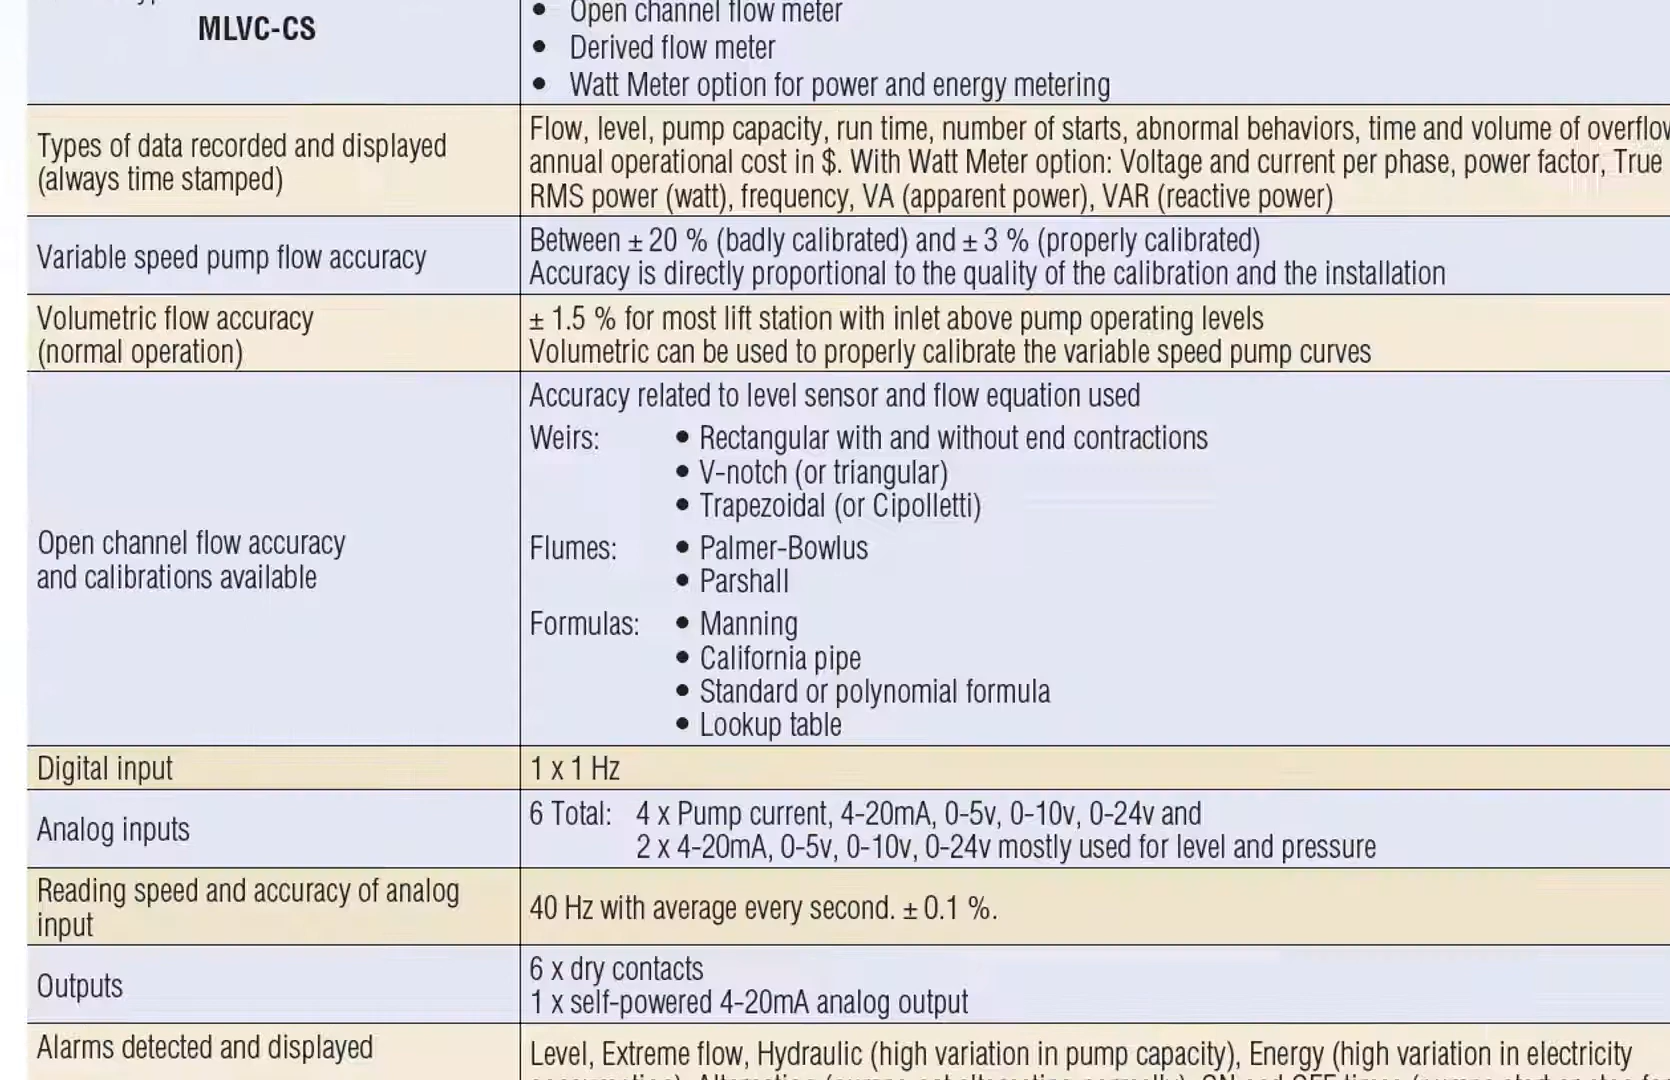 MLVC-CS
• Open channel flow meter
• Derived flow meter
• Watt Meter option for power and energy metering
Types of data recorded and displayed
(always time stamped)
Flow, level, pump capacity, run time, number of starts, abnormal behaviors, time and volume of
annual operational cost in $. With Watt Meter option: Voltage and current per phase, power factor, True
RMS power (watt), frequency, VA (apparent power), VAR (reactive power)
Variable speed pump flow accuracy
Between ± 20 % (badly calibrated) and ± 3 % (properly calibrated)
Accuracy is directly proportional to the quality of the calibration and the installation
Volumetric flow accuracy
(normal operation)
± 1.5 % for most lift station with inlet above pump operating levels
Volumetric can be used to properly calibrate the variable speed pump curves
Open channel flow accuracy
and calibrations available
Accuracy related to level sensor and flow equation used
Weirs: • Rectangular with and without end contractions
• V-notch (or triangular)
• Trapezoidal (or Cipolletti)
Flumes: • Palmer-Bowlus
• Parshall
Formulas: • Manning
• California pipe
• Standard or polynomial formula
• Lookup table
Digital input
1 x 1 Hz
Analog inputs
6 Total: 4 x Pump current, 4-20mA, 0-5v, 0-10v, 0-24v and
2 x 4-20mA, 0-5v, 0-10v, 0-24v mostly used for level and pressure
Reading speed and accuracy of analog
input
40 Hz with average every second. ± 0.1 %.
Outputs
6 x dry contacts
1 x self-powered 4-20mA analog output
Alarms detected and displayed
Level, Extreme flow, Hydraulic (high variation in pump capacity), Energy (high variation in electricity